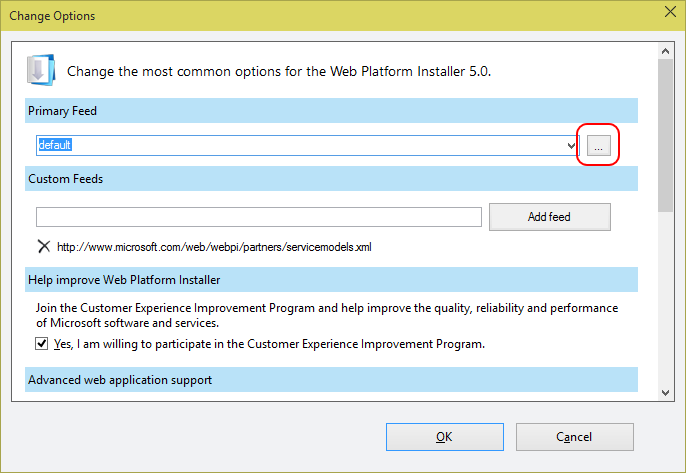 Change Options
Change the most common options for the Web Platform Installer 5.0.
Primary Feed
default
...
Custom Feeds
Add feed
http://www.microsoft.com/web/webpi/partners/servicemodels.xml
Help improve Web Platform Installer
Join the Customer Experience Improvement Program and help improve the quality, reliability and performance
of Microsoft software and services.
Yes, I am willing to participate in the Customer Experience Improvement Program.
Advanced web application support
OK
Cancel